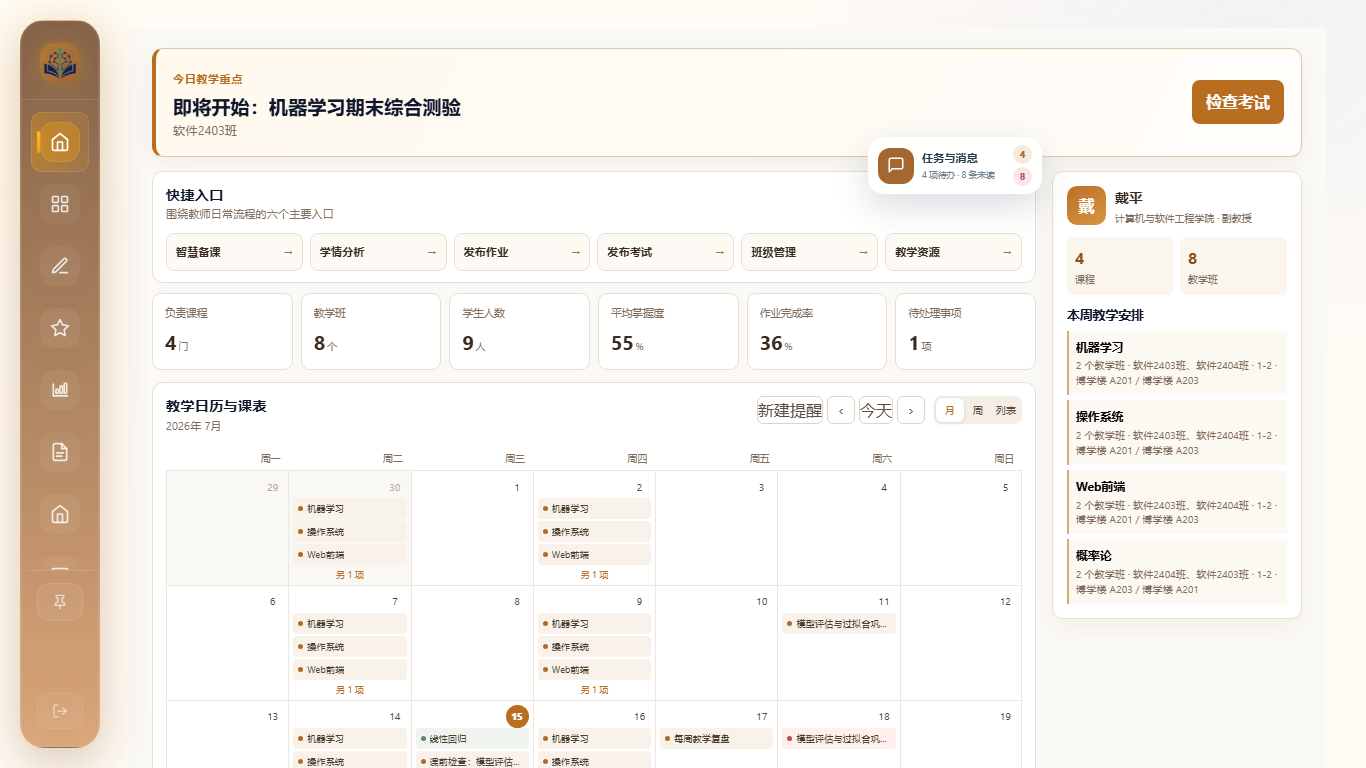 今日教学重点
即将开始：机器学习期末综合测验
软件2403班
检查考试
任务与消息
4 项待办 · 8 条未读
4
8
快捷入口
围绕教师日常流程的六个主要入口
智慧备课 →
学情分析 →
发布作业 →
发布考试 →
班级管理 →
教学资源 →
负责课程
4门
教学班
8个
学生人数
9人
平均掌握度
55%
作业完成率
36%
待处理事项
1项
戴
戴平
计算机与软件工程学院 · 副教授
4
课程
8
教学班
本周教学安排
机器学习
2 个教学班 · 软件2403班、软件2404班 · 1-2 ·
博学楼 A201 / 博学楼 A203
操作系统
2 个教学班 · 软件2403班、软件2404班 · 1-2 ·
博学楼 A201 / 博学楼 A203
Web前端
2 个教学班 · 软件2403班、软件2404班 · 1-2 ·
博学楼 A201 / 博学楼 A203
概率论
2 个教学班 · 软件2404班、软件2403班 · 1-2 ·
博学楼 A203 / 博学楼 A201
教学日历与课表
2026年 7月
新建提醒 ‹ 今天 › 月 周 列表
周一 周二 周三 周四 周五 周六 周日
29 30 1 2 3 4 5
机器学习 机器学习
操作系统 操作系统
Web前端 Web前端
另 1 项 另 1 项
6 7 8 9 10 11 12
机器学习 机器学习 模型评估与过拟合巩...
操作系统 操作系统
Web前端 Web前端
另 1 项 另 1 项
13 14 15 16 17 18 19
机器学习 线性回归 机器学习 每周教学复盘 模型评估与过拟合巩...
操作系统 课前检查：模型评估... 操作系统